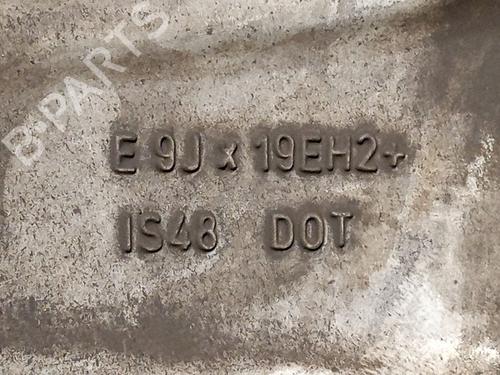 B-PARTS
E 9J x 19EH2+
IS48 DOT